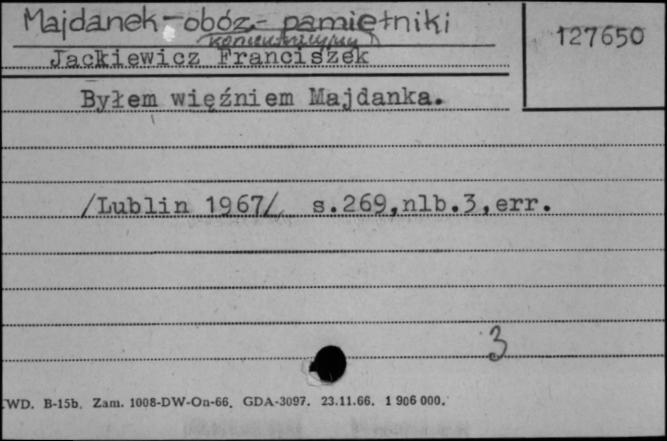 Majdanek - obóz - pamiętniki
127650
koncentracyjny
Jackiewicz Franciszek
Byłem więźniem Majdanka.
/Lublin 1967/ s.269,nlb.3,err.
3
WD. B-15b. Zam. 1008-DW-On-66. GDA-3097. 23.11.66. 1 906 000.